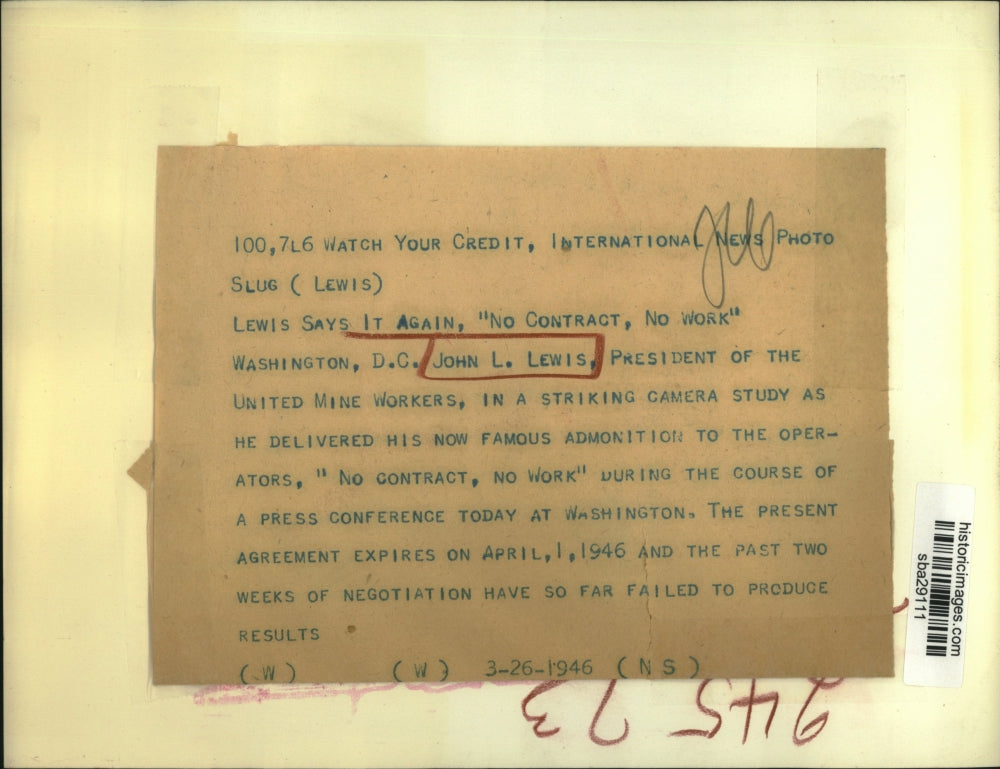 100,7L6 WATCH YOUR CREDIT, INTERNATIONAL NEWS PHOTO
SLUG ( LEWIS)
LEWIS SAYS IT AGAIN, "NO CONTRACT, NO WORK"
WASHINGTON, D.C. JOHN L. LEWIS, PRESIDENT OF THE
UNITED MINE WORKERS, IN A STRIKING CAMERA STUDY AS
HE DELIVERED HIS NOW FAMOUS ADMONITION TO THE OPER-
ATORS, " NO CONTRACT, NO WORK" DURING THE COURSE OF
A PRESS CONFERENCE TODAY AT WASHINGTON. THE PRESENT
AGREEMENT EXPIRES ON APRIL,1,1946 AND THE PAST TWO
WEEKS OF NEGOTIATION HAVE SO FAR FAILED TO PRODUCE
RESULTS
( W ) ( W ) 3-26-1946 ( N S )
historicimages.com
sba29111